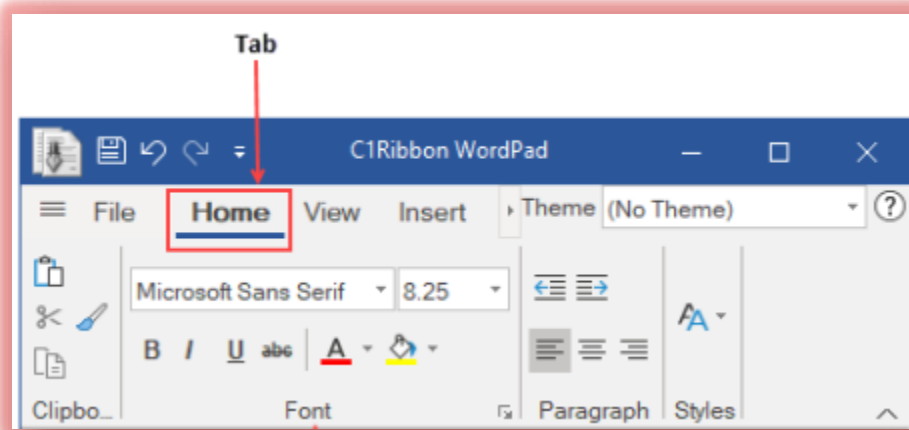 Tab
C1Ribbon WordPad
File Home View Insert Theme (No Theme) ?
Microsoft Sans Serif 8.25
B I U abc A A
Clipbo... Font Paragraph Styles